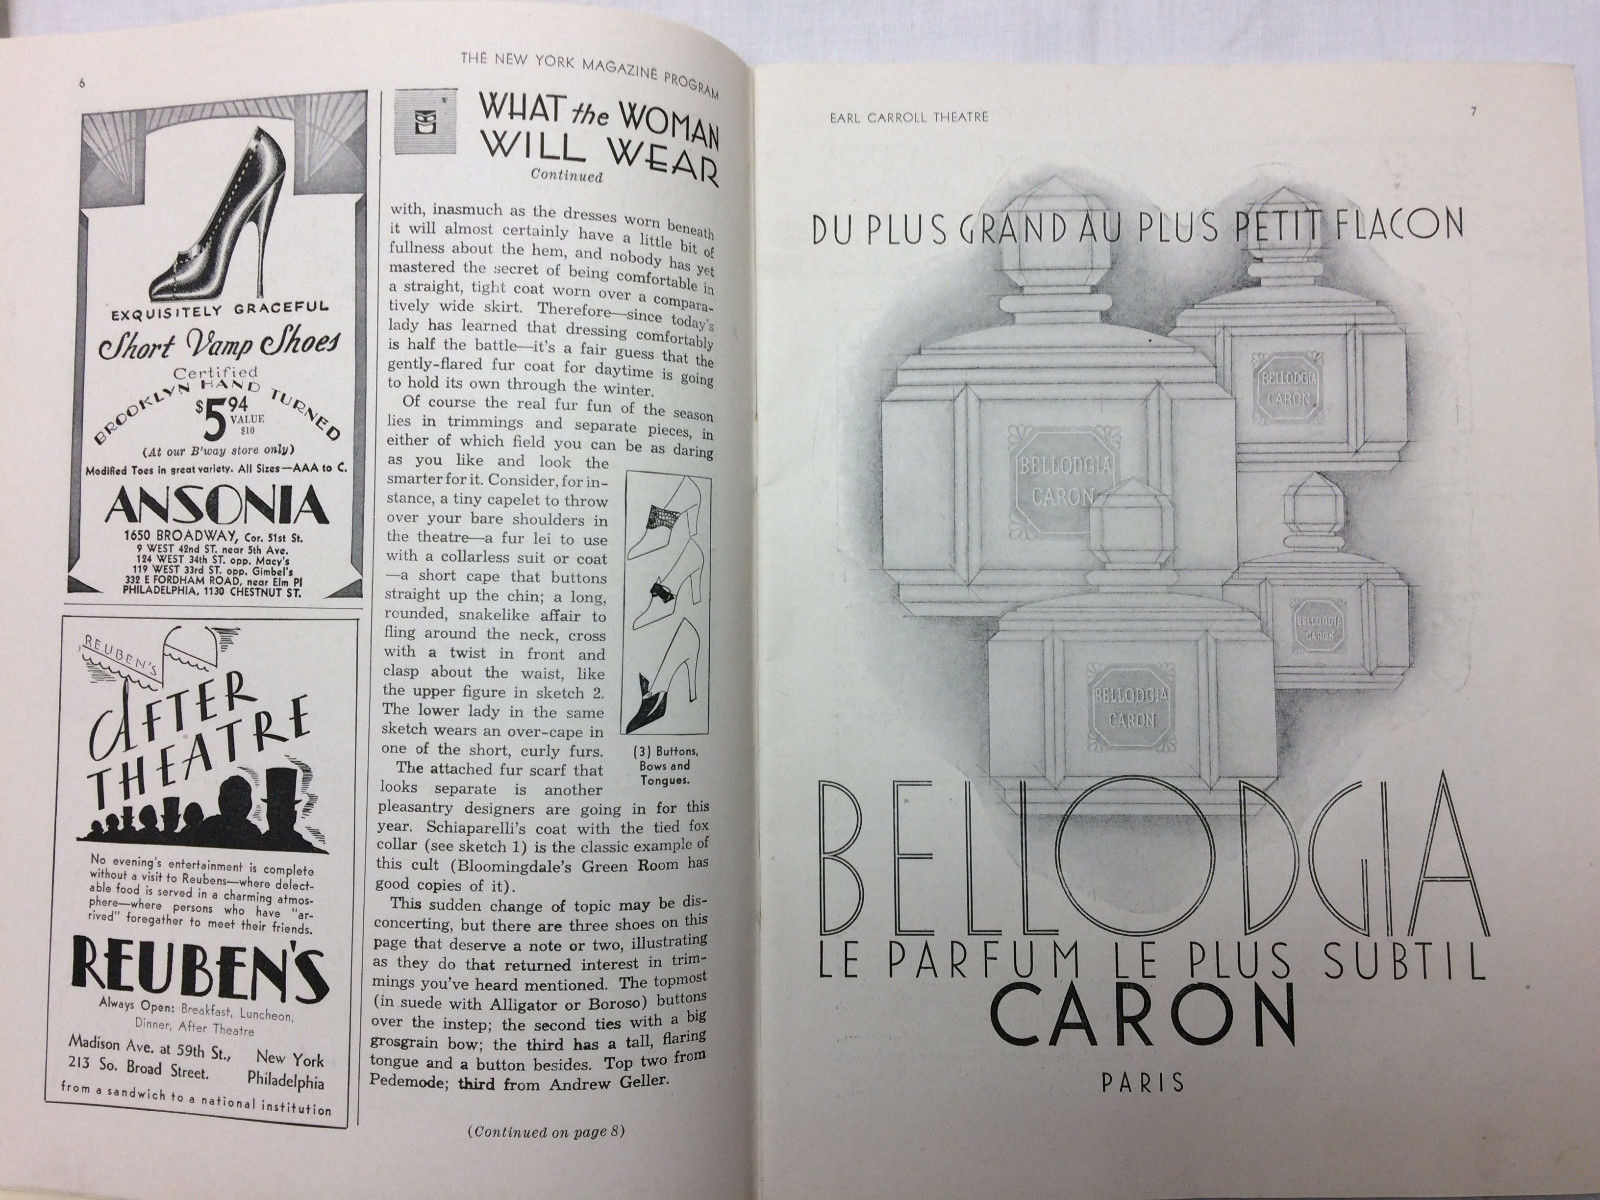 6
THE NEW YORK MAGAZINE PROGRAM
EXQUISITELY GRACEFUL
Short Vamp Shoes
Certified
BROOKLYN HAND TURNED
$5.94
VALUE
$10
(At our B'way store only)
Modified Toes in great variety. All Sizes—AAA to C.
ANSONIA
1650 BROADWAY, Cor. 51st St.
9 WEST 42nd ST. near 5th Ave.
124 WEST 34th ST. opp. Macy's
119 WEST 33rd ST. opp. Gimbel's
332 E FORDHAM ROAD, near Elm Pl
PHILADELPHIA, 1130 CHESTNUT ST.
REUBEN'S
AFTER
THEATRE
No evening's entertainment is complete
without a visit to Reubens—where delect-
able food is served in a charming atmos-
phere—where persons who have "ar-
rived" foregather to meet their friends.
REUBEN'S
Always Open: Breakfast, Luncheon,
Dinner, After Theatre
Madison Ave. at 59th St., New York
213 So. Broad Street. Philadelphia
from a sandwich to a national institution
WHAT the WOMAN
WILL WEAR
Continued
with, inasmuch as the dresses worn beneath
it will almost certainly have a little bit of
fullness about the hem, and nobody has yet
mastered the secret of being comfortable in
a straight, tight coat worn over a compara-
tively wide skirt. Therefore—since today's
lady has learned that dressing comfortably
is half the battle—it's a fair guess that the
gently-flared fur coat for daytime is going
to hold its own through the winter.
Of course the real fur fun of the season
lies in trimmings and separate pieces, in
either of which field you can be as daring
as you like and look the
smarter for it. Consider, for in-
stance, a tiny capelet to throw
over your bare shoulders in
the theatre—a fur lei to use
with a collarless suit or coat
—a short cape that buttons
straight up the chin; a long,
rounded, snakelike affair to
fling around the neck, cross
with a twist in front and
clasp about the waist, like
the upper figure in sketch 2.
The lower lady in the same
sketch wears an over-cape in
one of the short, curly furs.
The attached fur scarf that
looks separate is another
pleasantry designers are going in for this
year. Schiaparelli's coat with the tied fox
collar (see sketch 1) is the classic example of
this cult (Bloomingdale's Green Room has
good copies of it).
This sudden change of topic may be dis-
concerting, but there are three shoes on this
page that deserve a note or two, illustrating
as they do that returned interest in trim-
mings you've heard mentioned. The topmost
(in suede with Alligator or Boroso) buttons
over the instep; the second ties with a big
grosgrain bow; the third has a tall, flaring
tongue and a button besides. Top two from
Pedemode; third from Andrew Geller.
(3) Buttons,
Bows and
Tongues.
(Continued on page 8)
EARL CARROLL THEATRE
7
DU PLUS GRAND AU PLUS PETIT FLACON
BELLODGIA
CARON
BELLODGIA
CARON
BELLODGIA
CARON
BELLODGIA
CARON
BELLODGIA
LE PARFUM LE PLUS SUBTIL
CARON
PARIS